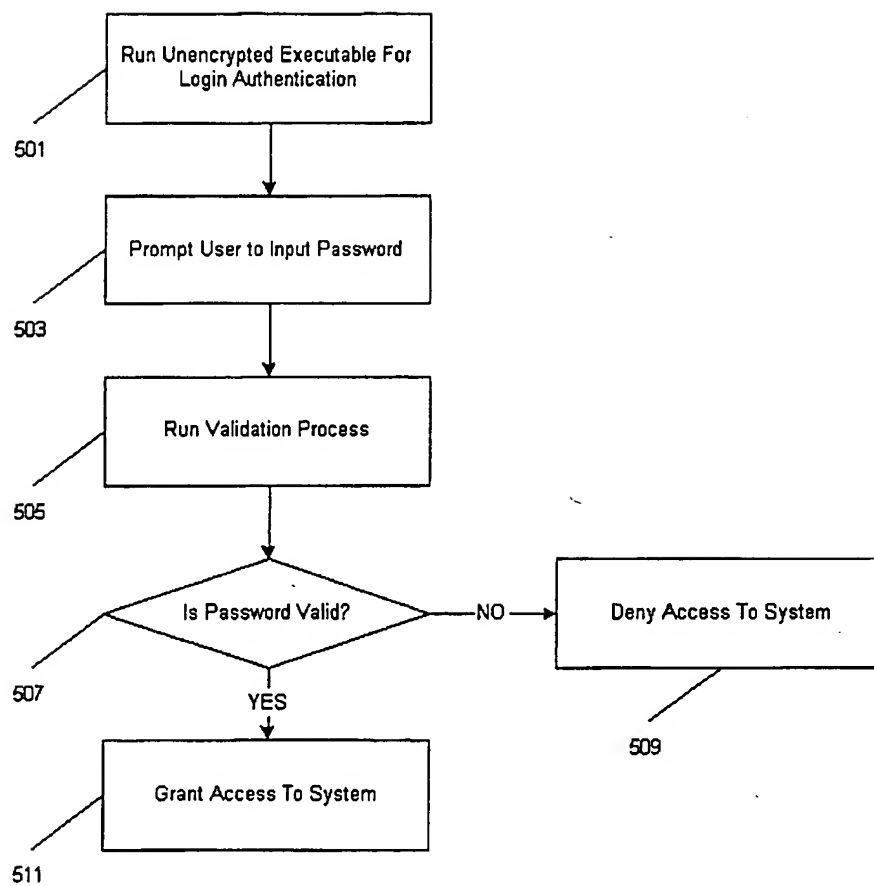 Run Unencrypted Executable For
Login Authentication
501
Prompt User to Input Password
503
Run Validation Process
505
Is Password Valid?
NO
Deny Access To System
507
YES
509
Grant Access To System
511